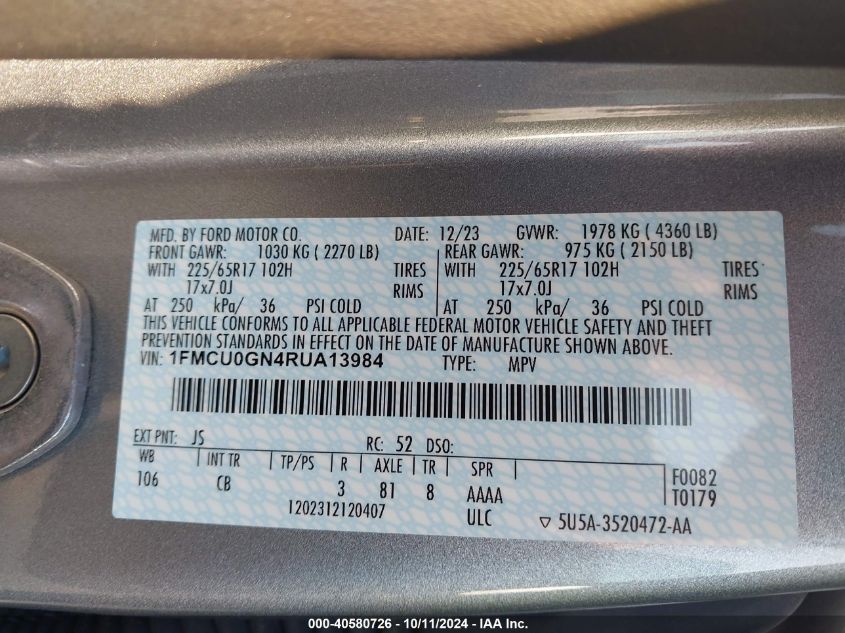 MFD. BY FORD MOTOR CO. DATE: 12/23 GVWR: 1978 KG ( 4360 LB)
FRONT GAWR: 1030 KG ( 2270 LB) REAR GAWR: 975 KG ( 2150 LB)
WITH 225/65R17 102H TIRES WITH 225/65R17 102H TIRES
17x7.0J RIMS 17x7.0J RIMS
AT 250 kPa/ 36 PSI COLD AT 250 kPa/ 36 PSI COLD
THIS VEHICLE CONFORMS TO ALL APPLICABLE FEDERAL MOTOR VEHICLE SAFETY AND THEFT
PREVENTION STANDARDS IN EFFECT ON THE DATE OF MANUFACTURE SHOWN ABOVE.
VIN: 1FMCU0GN4RUA13984 TYPE: MPV
EXT PNT: JS RC: 52 DSO:
WB INT TR TP/PS R AXLE TR SPR F0082
106 CB 3 81 8 AAAA T0179
1202312120407 ULC ▽ 5U5A-3520472-AA
000-40580726 - 10/11/2024 - IAA Inc.